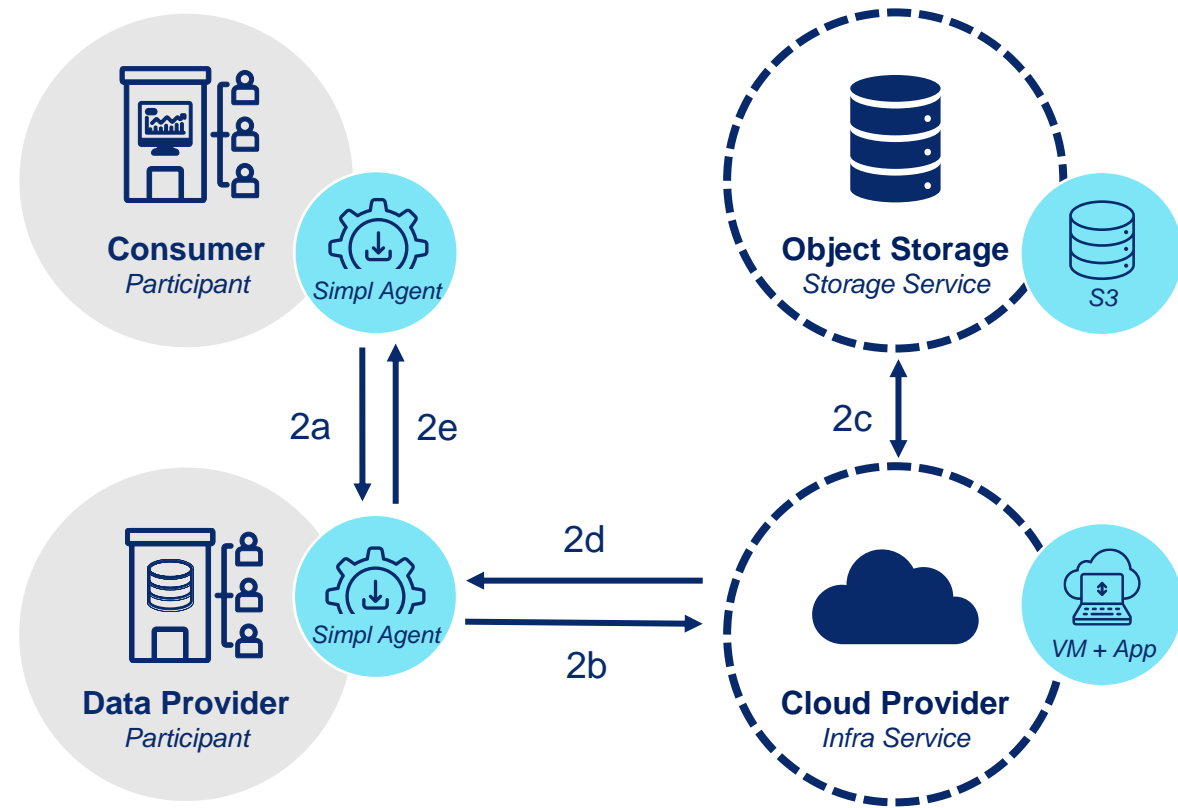 Consumer
Participant
Simpl Agent
Object Storage
Storage Service
S3
2a
2e
2c
Data Provider
Participant
Simpl Agent
2d
2b
Cloud Provider
Infra Service
VM + App